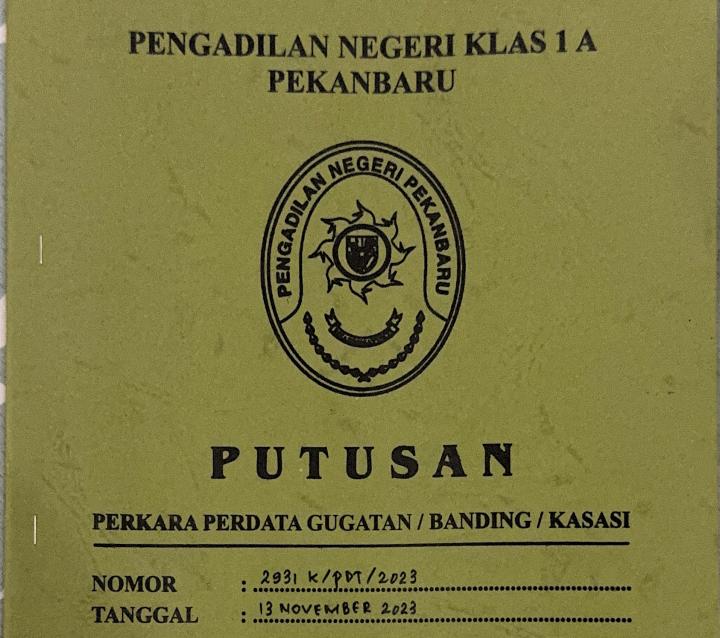 PENGADILAN NEGERI KLAS 1 A
PEKANBARU
PENGADILAN NEGERI PEKANBARU
PUTUSAN
PERKARA PERDATA GUGATAN / BANDING / KASASI
NOMOR : 2931 K/PDT/2023
TANGGAL : 13 NOVEMBER 2023